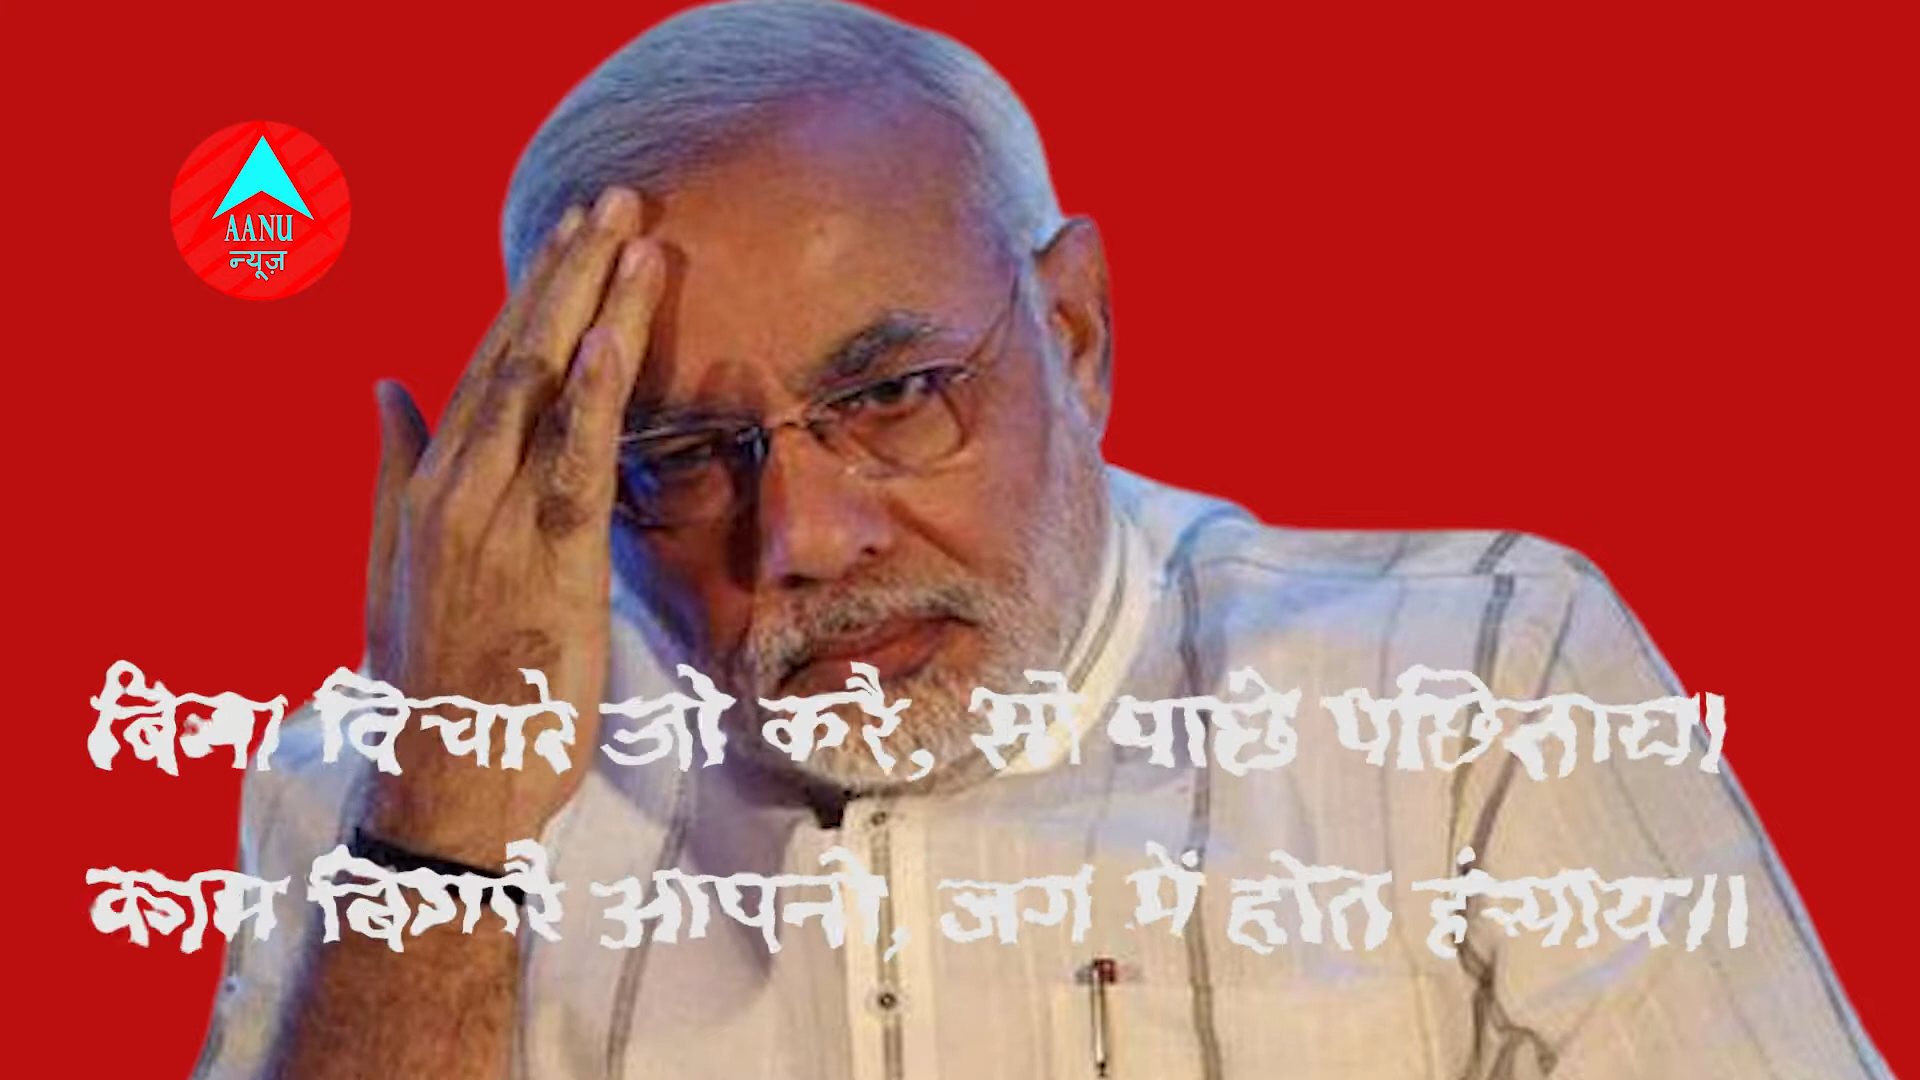 AANU
न्यूज़
बिना विचारे जो करै, सो पाछे पछिताय।
काम बिगारै आपनो, जग में होत हंसाय॥